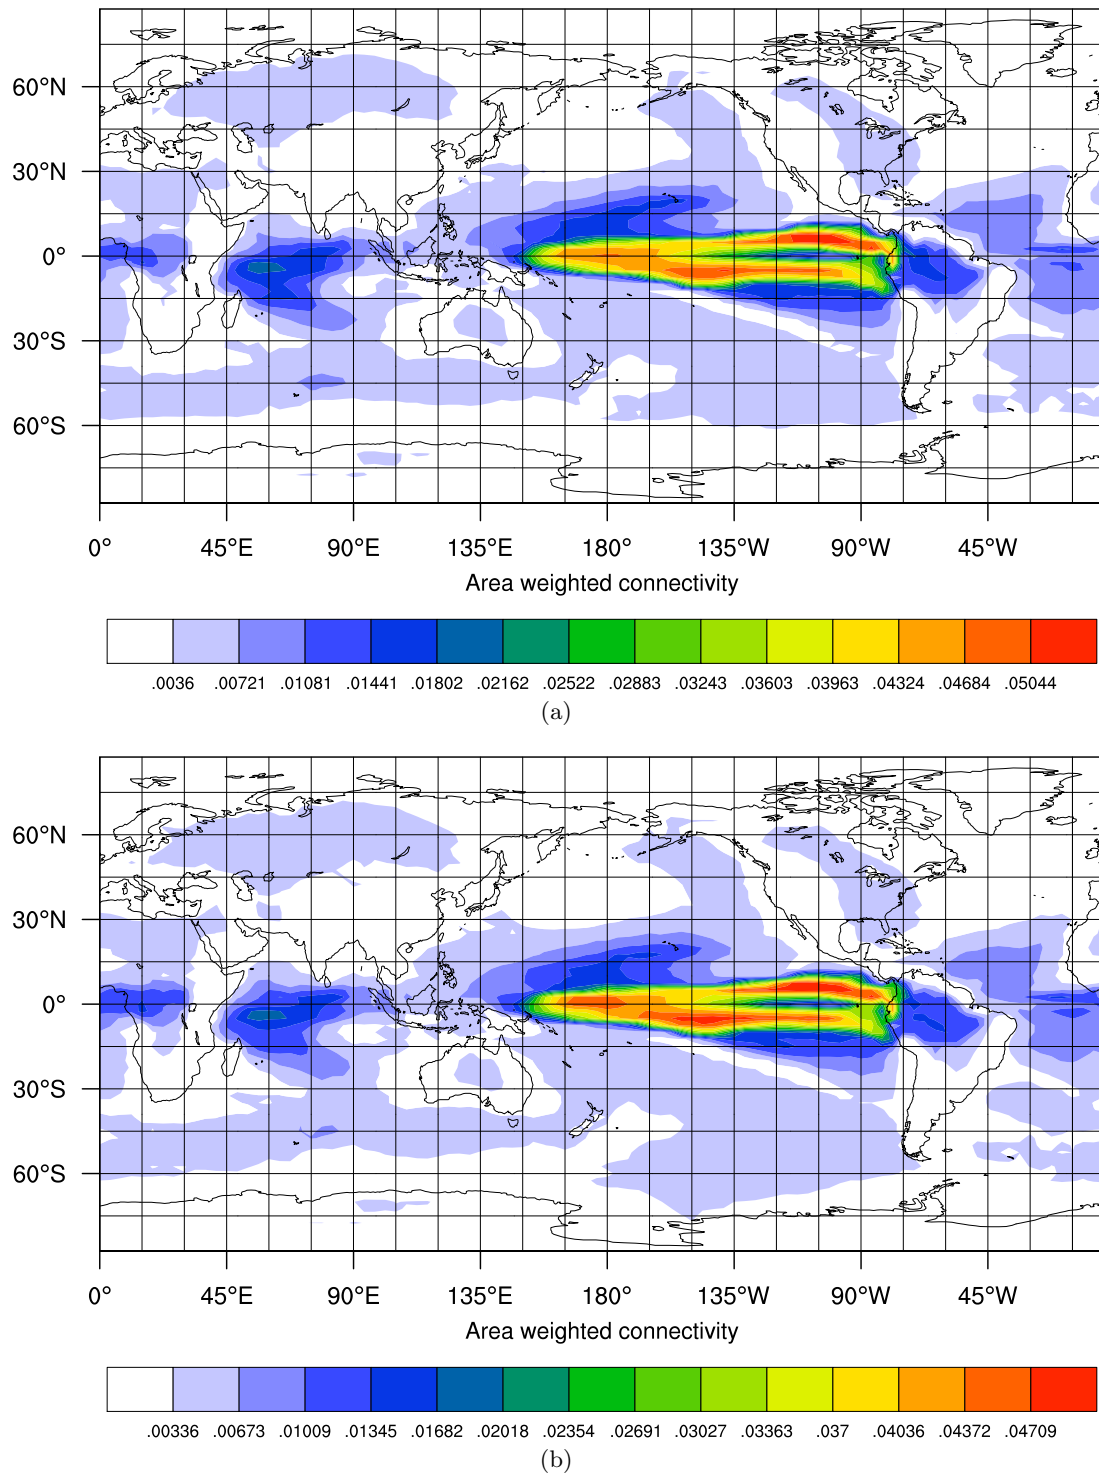 60°N
30°N
0°
30°S
60°S
0° 45°E 90°E 135°E 180° 135°W 90°W 45°W
Area weighted connectivity
.0036 .00721 .01081 .01441 .01802 .02162 .02522 .02883 .03243 .03603 .03963 .04324 .04684 .05044
(a)
60°N
30°N
0°
30°S
60°S
0° 45°E 90°E 135°E 180° 135°W 90°W 45°W
Area weighted connectivity
.00336 .00673 .01009 .01345 .01682 .02018 .02354 .02691 .03027 .03363 .037 .04036 .04372 .04709
(b)